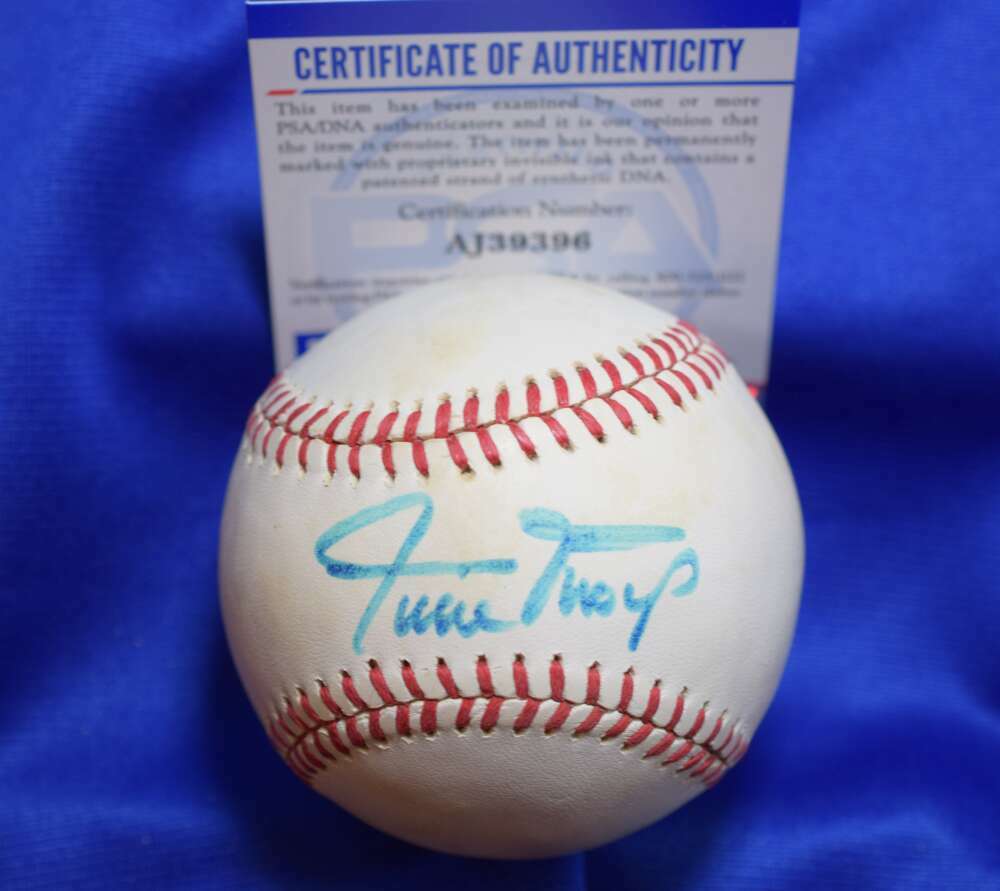 CERTIFICATE OF AUTHENTICITY
This item has been examined by one or more
PSA/DNA authenticators and it is our opinion that
the item is genuine. The item has been permanently
marked with proprietary invisible ink that contains a
patented strand of synthetic DNA.
Certification Number:
AJ39396
Willie Mays